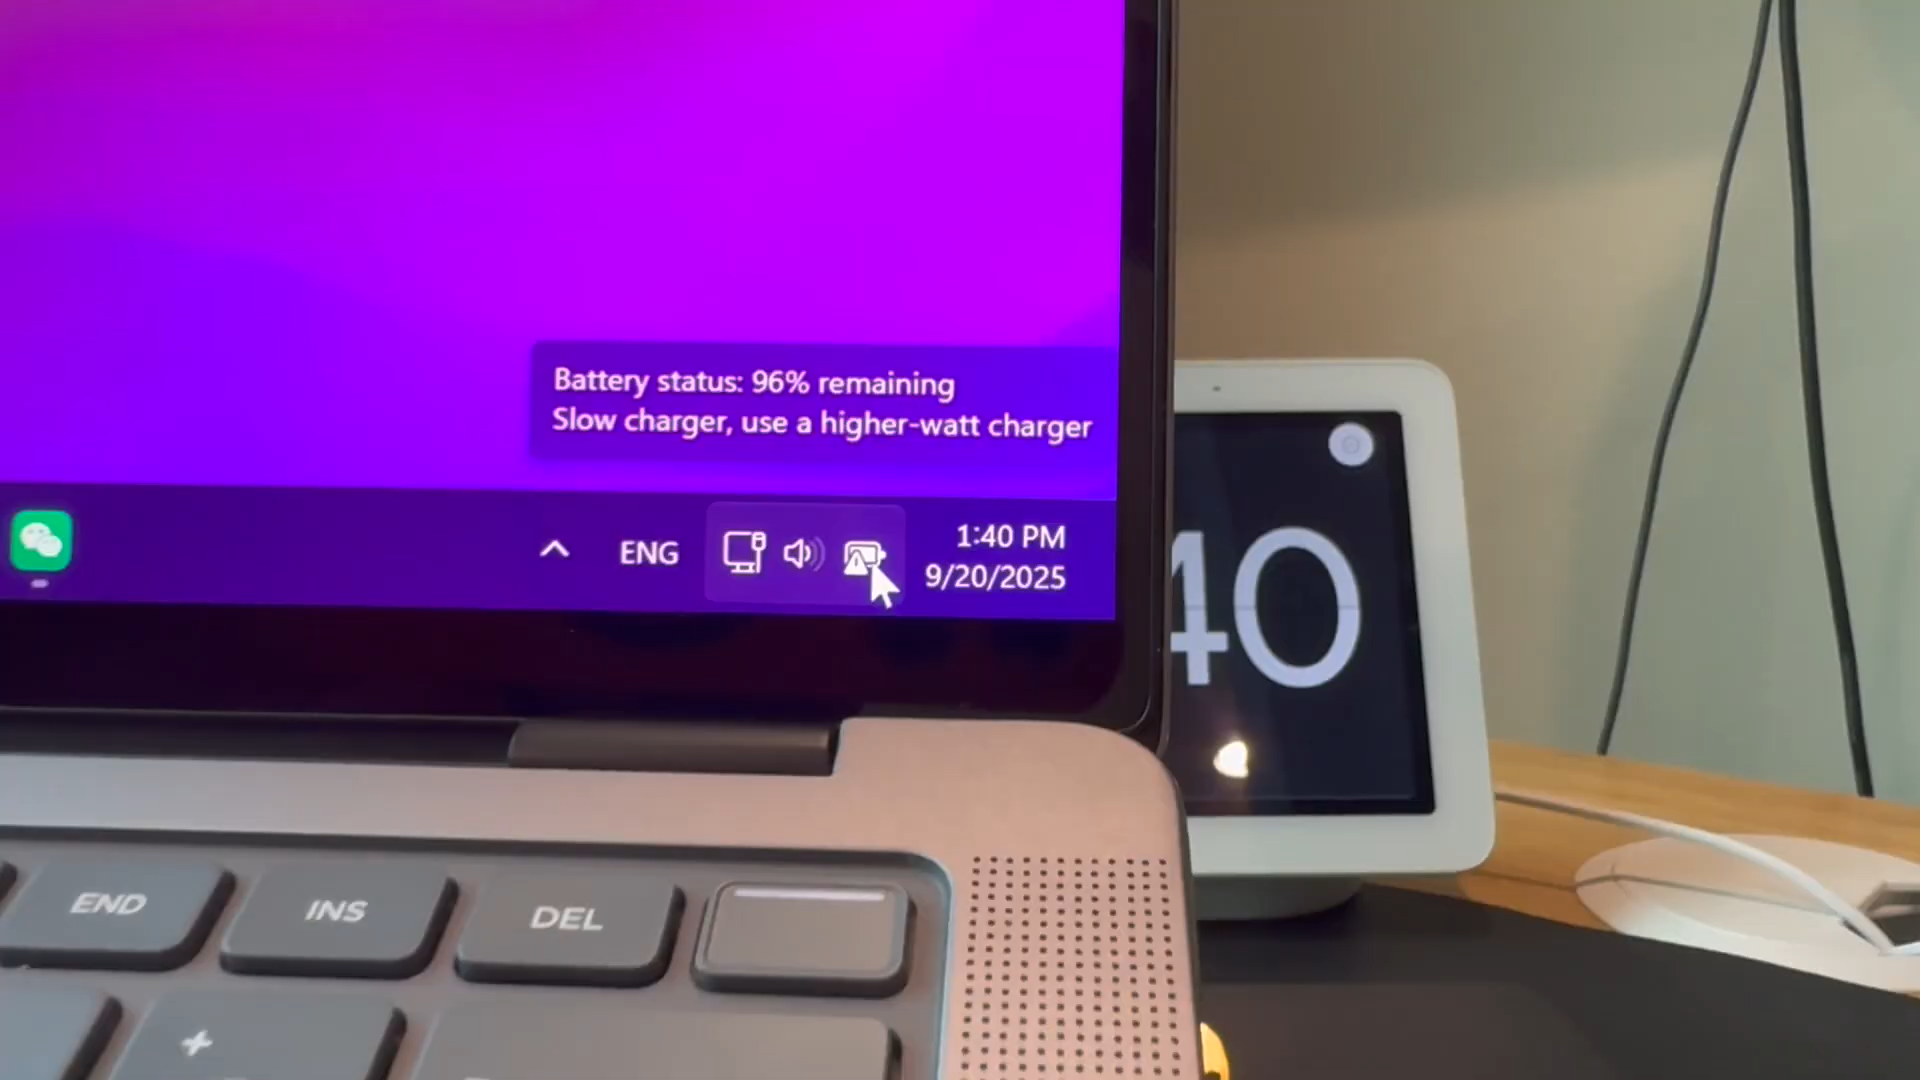 Battery status: 96% remaining
Slow charger, use a higher-watt charger
ENG
1:40 PM
9/20/2025
40
END
INS
DEL
+